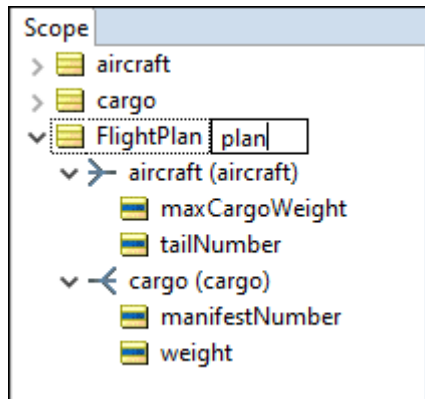 Scope
aircraft
cargo
FlightPlan plan
aircraft (aircraft)
maxCargoWeight
tailNumber
cargo (cargo)
manifestNumber
weight